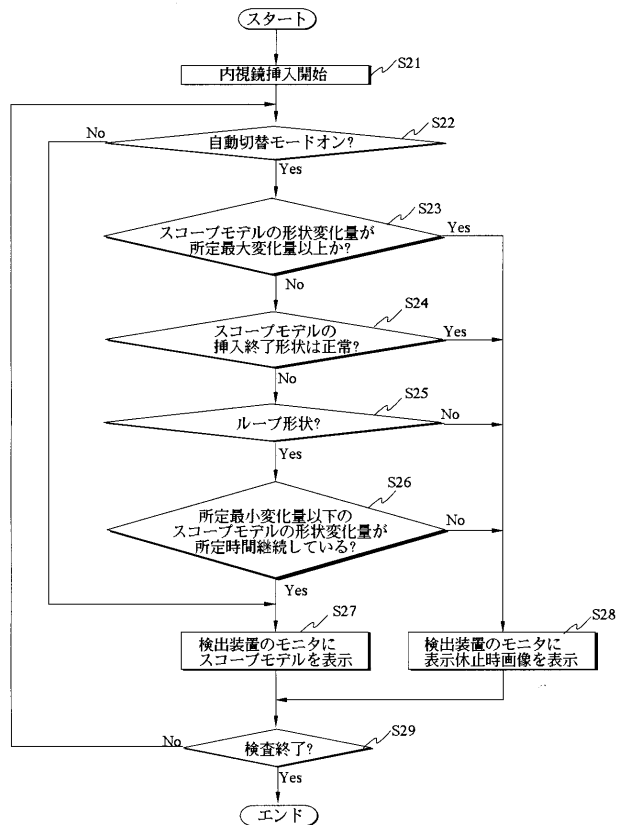 スタート
内視鏡挿入開始
S21
自動切替モードオン?
S22
No
Yes
スコープモデルの形状変化量が
所定最大変化量以上か?
S23
Yes
No
スコープモデルの
挿入終了形状は正常?
S24
Yes
No
ループ形状?
S25
No
Yes
所定最小変化量以下の
スコープモデルの形状変化量が
所定時間継続している?
S26
No
Yes
検出装置のモニタに
スコープモデルを表示
S27
検出装置のモニタに
表示休止時画像を表示
S28
検査終了?
S29
No
Yes
エンド